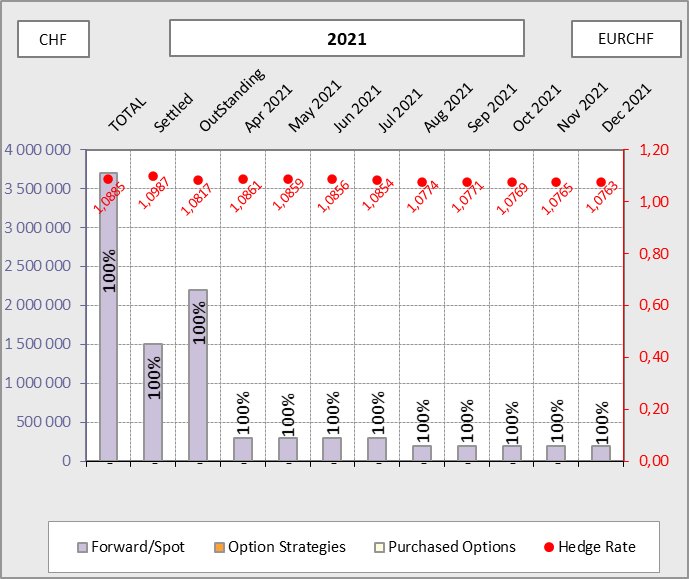 CHF
2021
EURCHF
TOTAL
Settled
OutStanding
Apr 2021
May 2021
Jun 2021
Jul 2021
Aug 2021
Sep 2021
Oct 2021
Nov 2021
Dec 2021
4 000 000
3 500 000
3 000 000
2 500 000
2 000 000
1 500 000
1 000 000
500 000
0
1,20
1,00
0,80
0,60
0,40
0,20
0,00
1,0885
1,0987
1,0817
1,0861
1,0859
1,0856
1,0854
1,0774
1,0771
1,0769
1,0765
1,0763
100%
100%
100%
100%
100%
100%
100%
100%
100%
100%
100%
100%
Forward/Spot
Option Strategies
Purchased Options
Hedge Rate